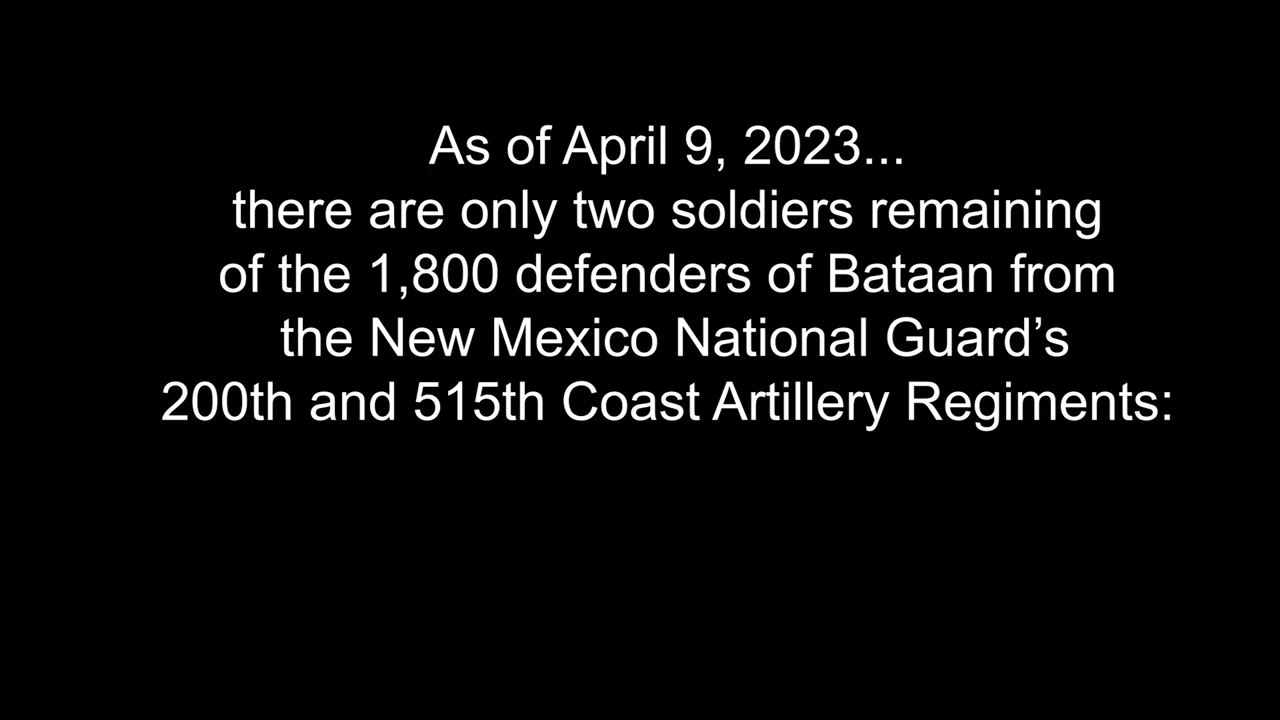 As of April 9, 2023...
there are only two soldiers remaining
of the 1,800 defenders of Bataan from
the New Mexico National Guard’s
200th and 515th Coast Artillery Regiments: